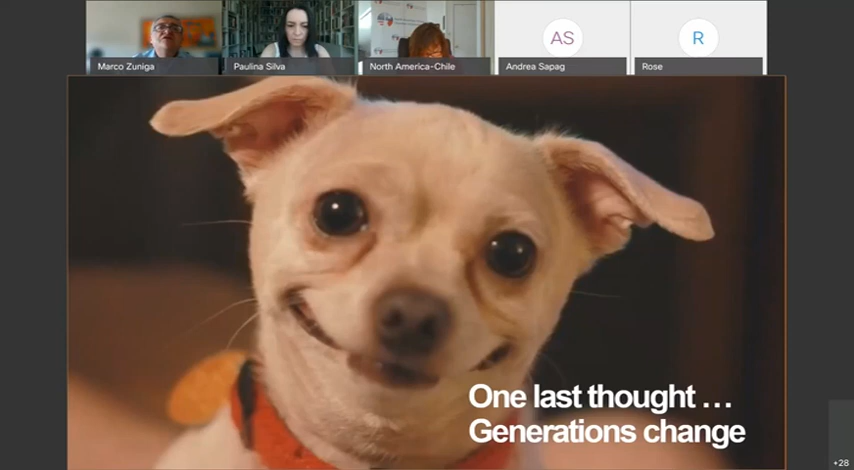 AS
R
Marco Zuniga
Paulina Silva
North America-Chile
Andrea Sapag
Rose
One last thought …
Generations change
+28